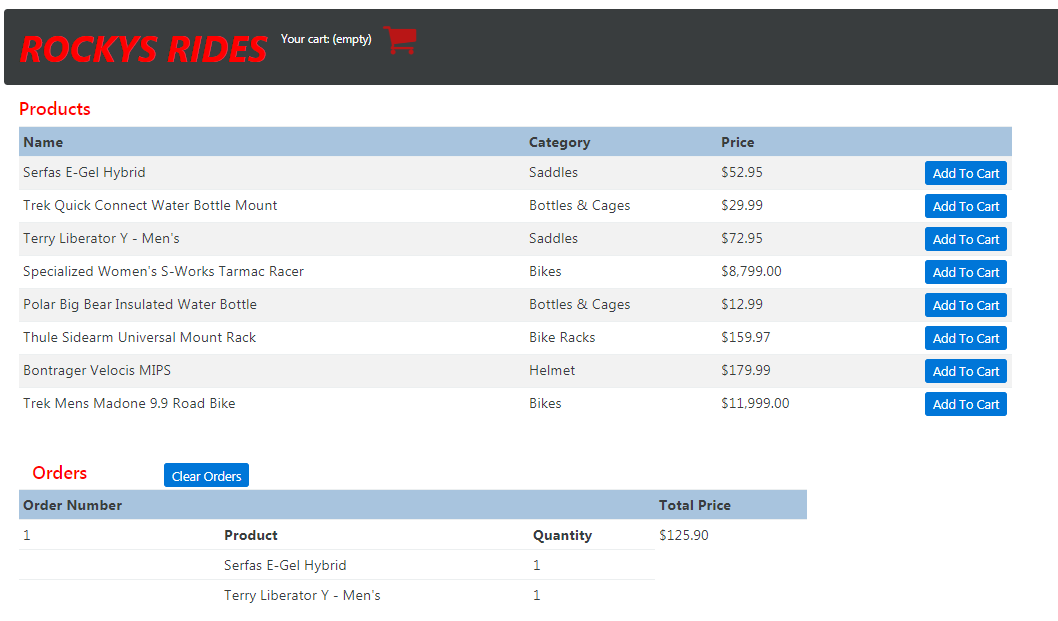 ROCKYS RIDES Your cart: (empty)
Products
Name Category Price
Serfas E-Gel Hybrid Saddles $52.95 Add To Cart
Trek Quick Connect Water Bottle Mount Bottles & Cages $29.99 Add To Cart
Terry Liberator Y - Men's Saddles $72.95 Add To Cart
Specialized Women's S-Works Tarmac Racer Bikes $8,799.00 Add To Cart
Polar Big Bear Insulated Water Bottle Bottles & Cages $12.99 Add To Cart
Thule Sidearm Universal Mount Rack Bike Racks $159.97 Add To Cart
Bontrager Velocis MIPS Helmet $179.99 Add To Cart
Trek Mens Madone 9.9 Road Bike Bikes $11,999.00 Add To Cart
Orders Clear Orders
Order Number Total Price
1 Product Quantity $125.90
Serfas E-Gel Hybrid 1
Terry Liberator Y - Men's 1